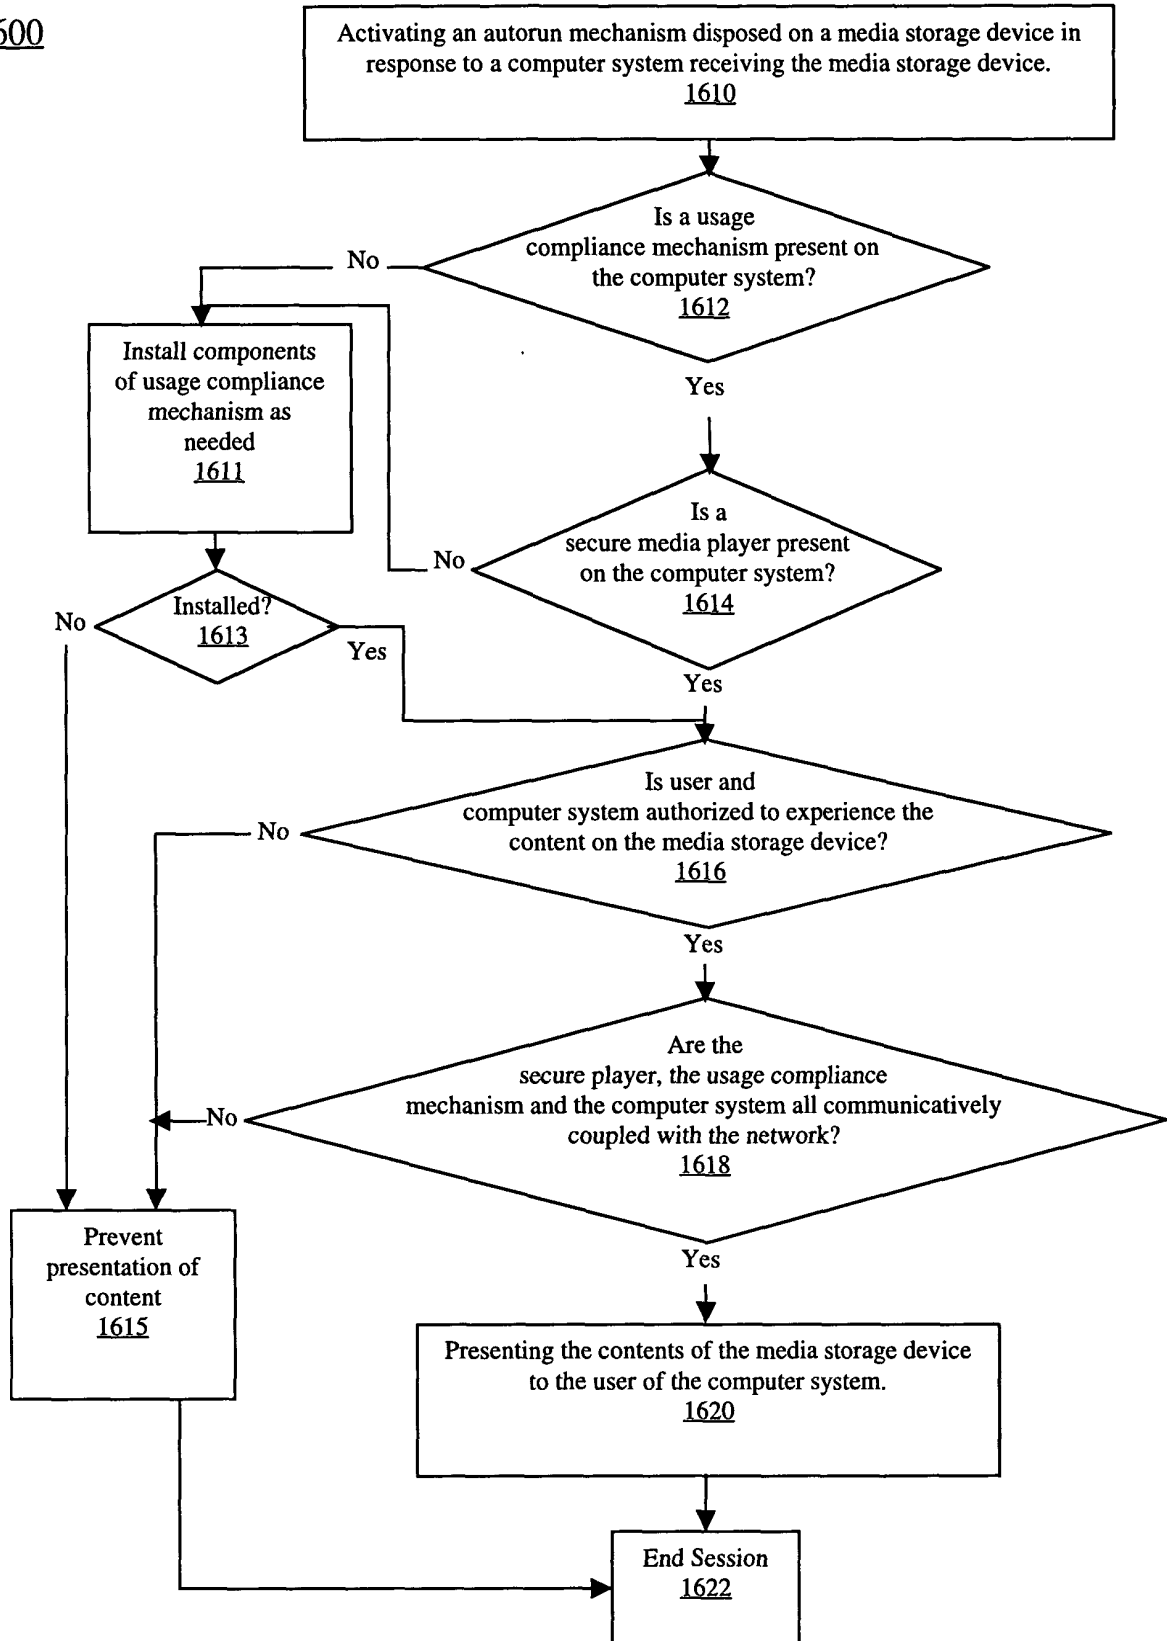 600
Activating an autorun mechanism disposed on a media storage device in
response to a computer system receiving the media storage device.
1610
Is a usage
compliance mechanism present on
the computer system?
1612
No
Yes
Install components
of usage compliance
mechanism as
needed
1611
Is a
secure media player present
on the computer system?
1614
No
Yes
Installed?
1613
No
Yes
Is user and
computer system authorized to experience the
content on the media storage device?
1616
No
Yes
Are the
secure player, the usage compliance
mechanism and the computer system all communicatively
coupled with the network?
1618
No
Yes
Prevent
presentation of
content
1615
Presenting the contents of the media storage device
to the user of the computer system.
1620
End Session
1622